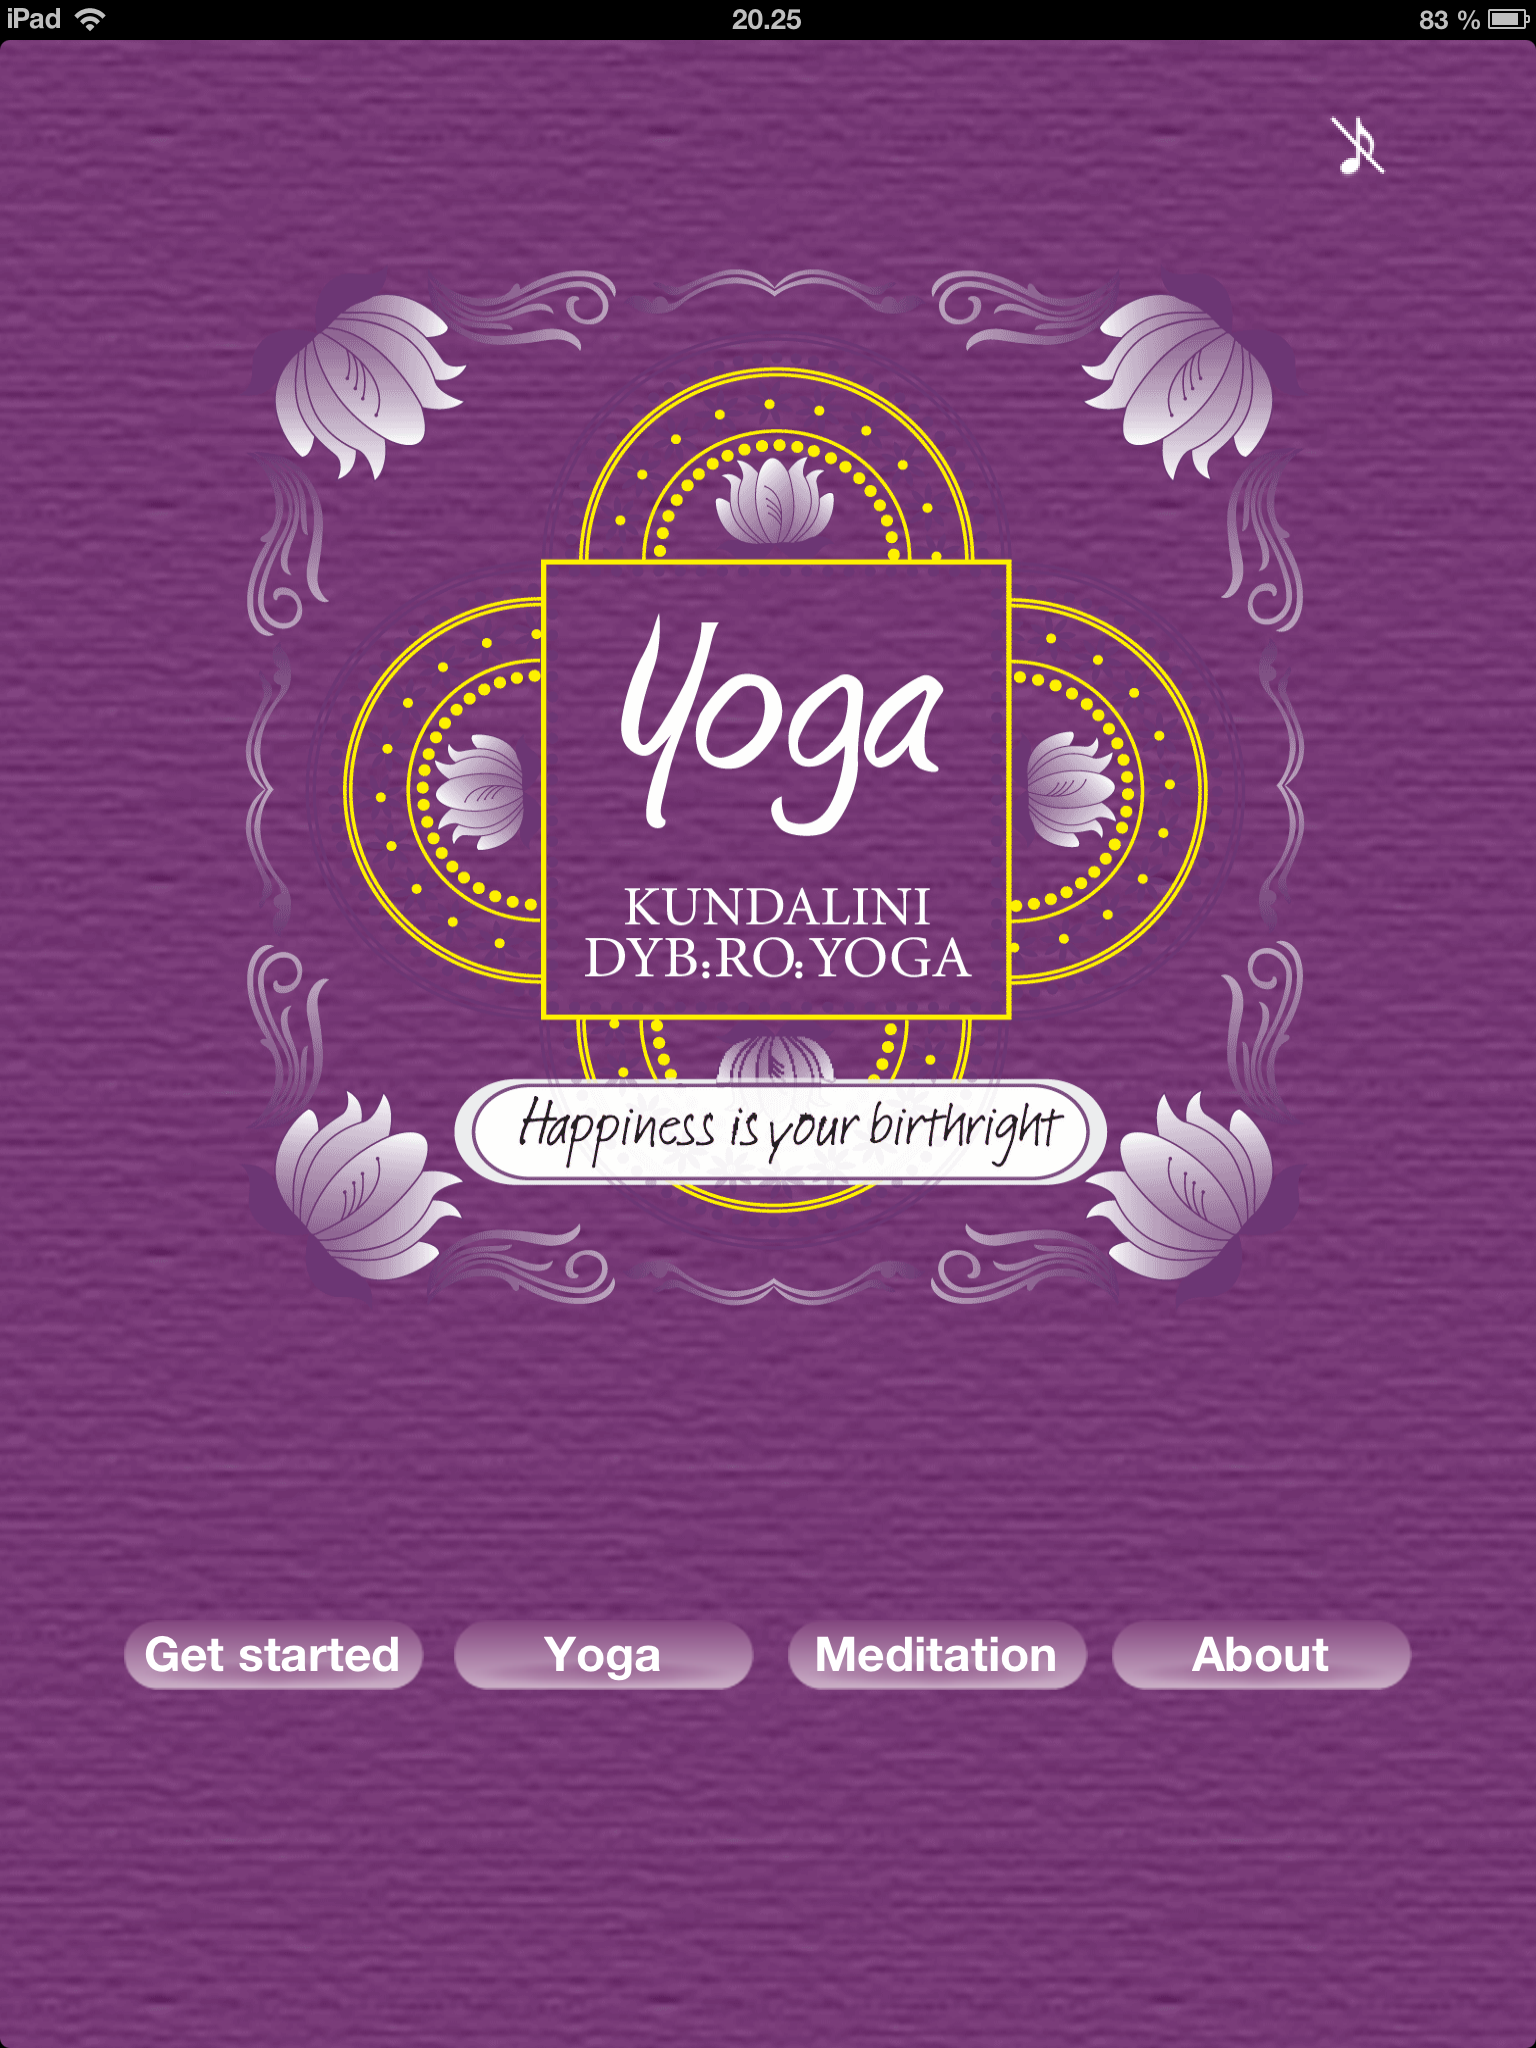 iPad 20.25 83 %
Yoga
KUNDALINI
DYB:RO:YOGA
Happiness is your birthright
Get started Yoga Meditation About